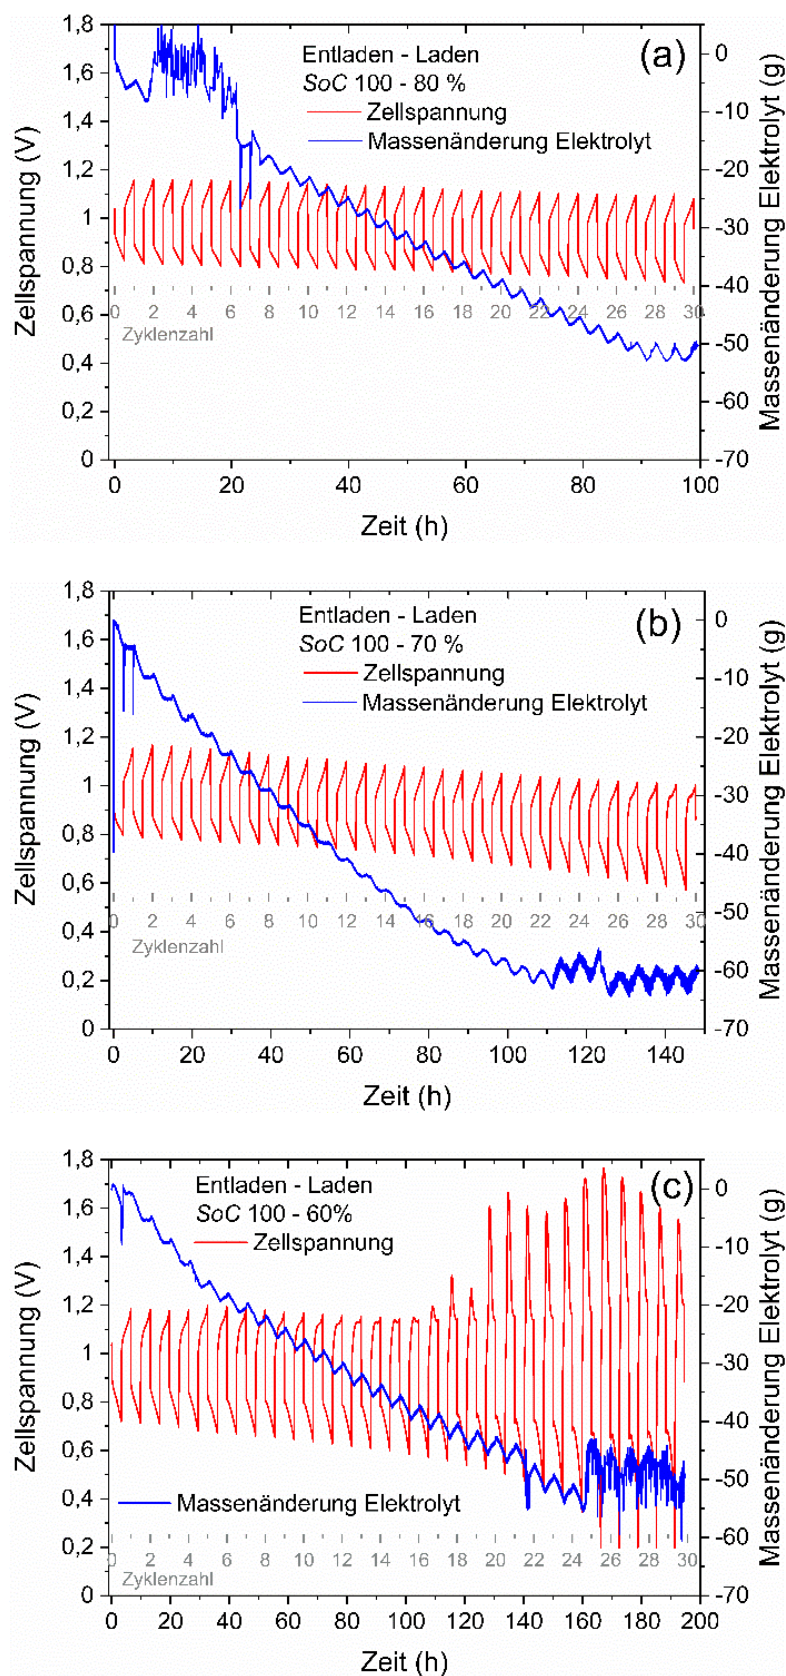 (a)
Entladen - Laden
SoC 100 - 80 %
Zellspannung
Massenänderung Elektrolyt
Zellspannung (V)
1,8
1,6
1,4
1,2
1
0,8
0,6
0,4
0,2
0
Massenänderung Elektrolyt (g)
0
-10
-20
-30
-40
-50
-60
-70
0 2 4 6 8 10 12 14 16 18 20 22 24 26 28 30
Zyklenzahl
0 20 40 60 80 100
Zeit (h)
(b)
Entladen - Laden
SoC 100 - 70 %
Zellspannung
Massenänderung Elektrolyt
Zellspannung (V)
1,8
1,6
1,4
1,2
1
0,8
0,6
0,4
0,2
0
Massenänderung Elektrolyt (g)
0
-10
-20
-30
-40
-50
-60
-70
0 2 4 6 8 10 12 14 16 18 20 22 24 26 28 30
Zyklenzahl
0 20 40 60 80 100 120 140
Zeit (h)
(c)
Entladen - Laden
SoC 100 - 60%
Zellspannung
Massenänderung Elektrolyt
Zellspannung (V)
1,8
1,6
1,4
1,2
1
0,8
0,6
0,4
0,2
0
Massenänderung Elektrolyt (g)
0
-10
-20
-30
-40
-50
-60
-70
0 2 4 6 8 10 12 14 16 18 20 22 24 26 28 30
Zyklenzahl
0 20 40 60 80 100 120 140 160 180 200
Zeit (h)